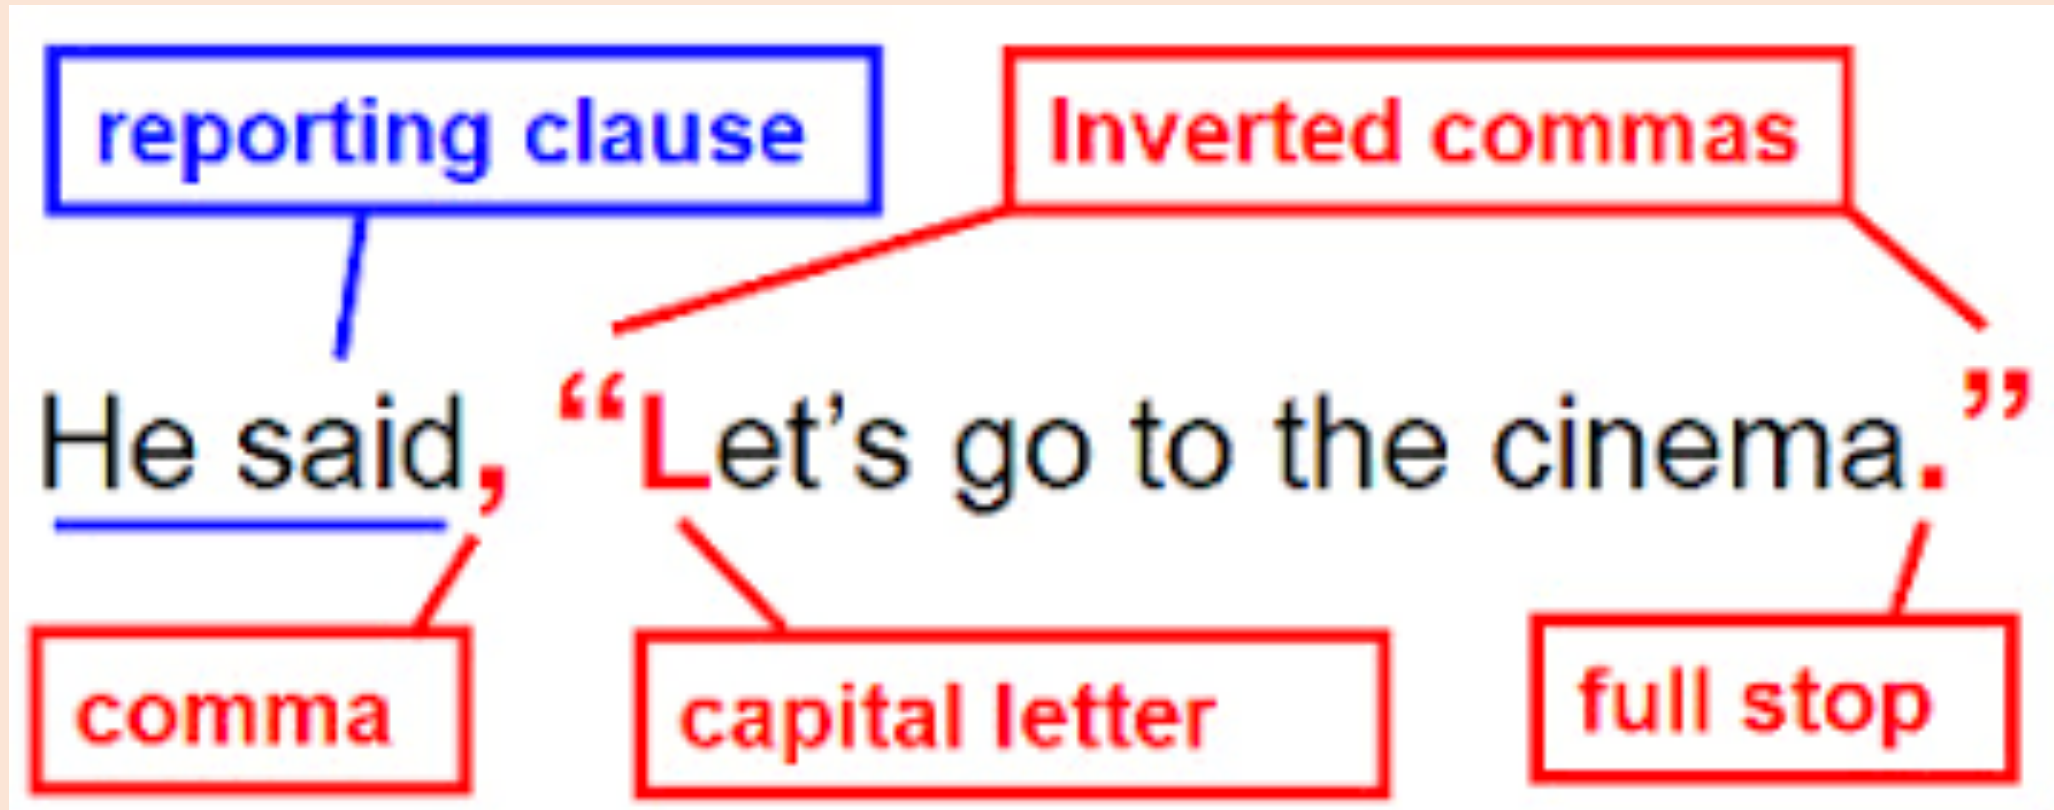 reporting clause
Inverted commas
He said, “Let’s go to the cinema.”
comma
capital letter
full stop